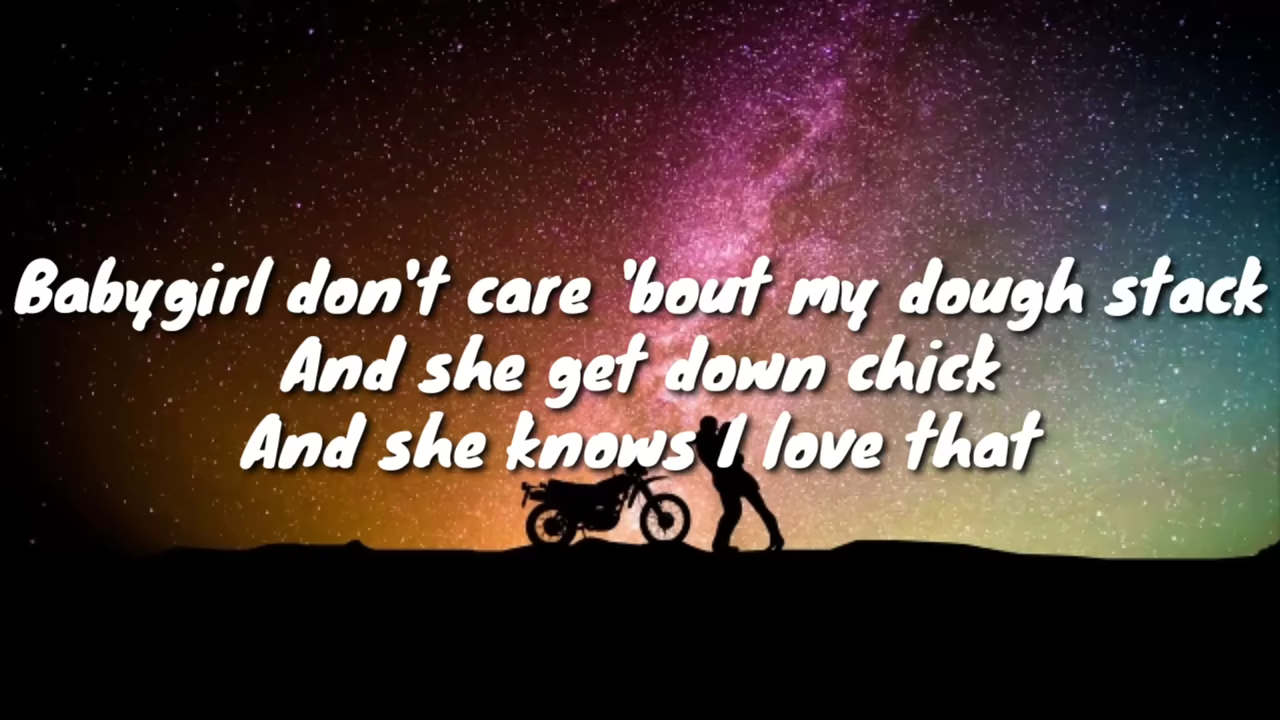 Babygirl don't care 'bout my dough stack
And she get down chick
And she knows I love that